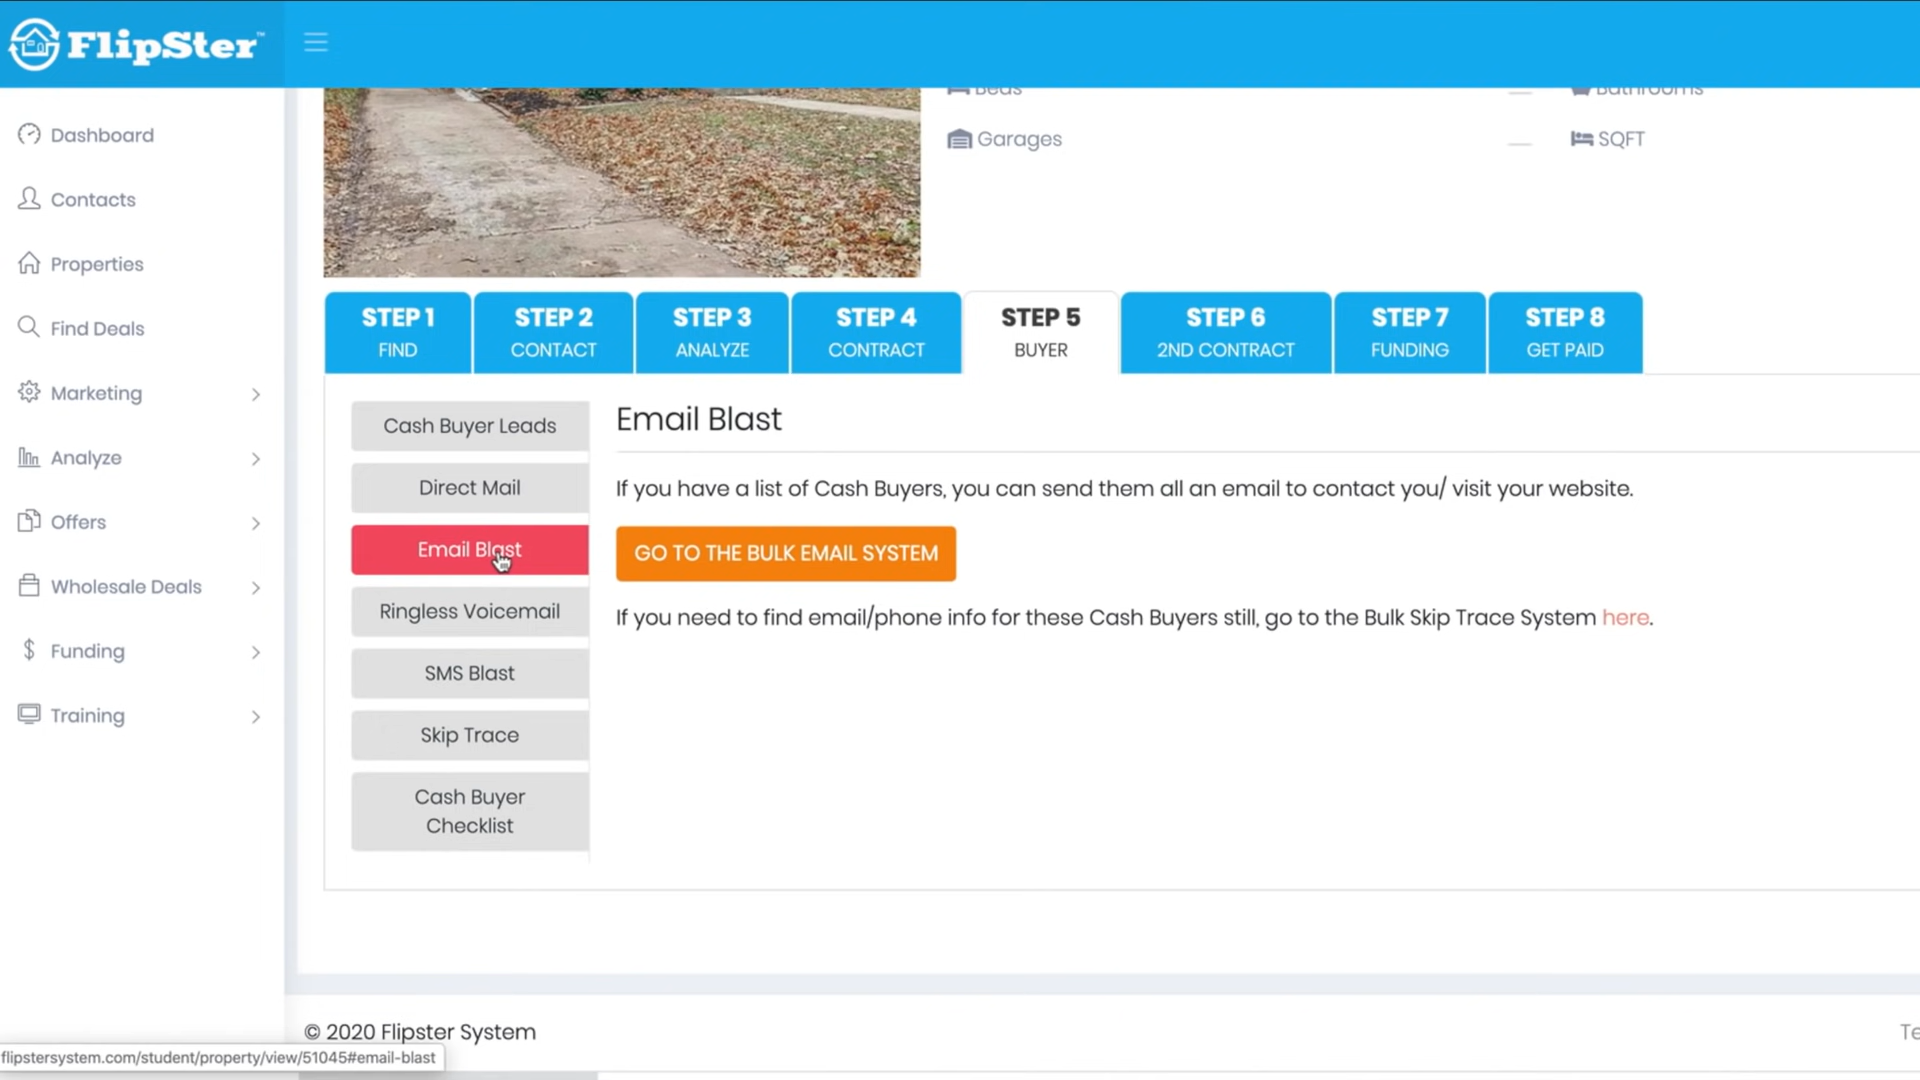 FlipSter™
Beds
Bathrooms
Garages
SQFT
Dashboard
Contacts
Properties
Find Deals
Marketing
Analyze
Offers
Wholesale Deals
Funding
Training
STEP 1
FIND
STEP 2
CONTACT
STEP 3
ANALYZE
STEP 4
CONTRACT
STEP 5
BUYER
STEP 6
2ND CONTRACT
STEP 7
FUNDING
STEP 8
GET PAID
Cash Buyer Leads
Direct Mail
Email Blast
Ringless Voicemail
SMS Blast
Skip Trace
Cash Buyer
Checklist
Email Blast
If you have a list of Cash Buyers, you can send them all an email to contact you/ visit your website.
GO TO THE BULK EMAIL SYSTEM
If you need to find email/phone info for these Cash Buyers still, go to the Bulk Skip Trace System here.
© 2020 Flipster System
Te
flipstersystem.com/student/property/view/51045#email-blast